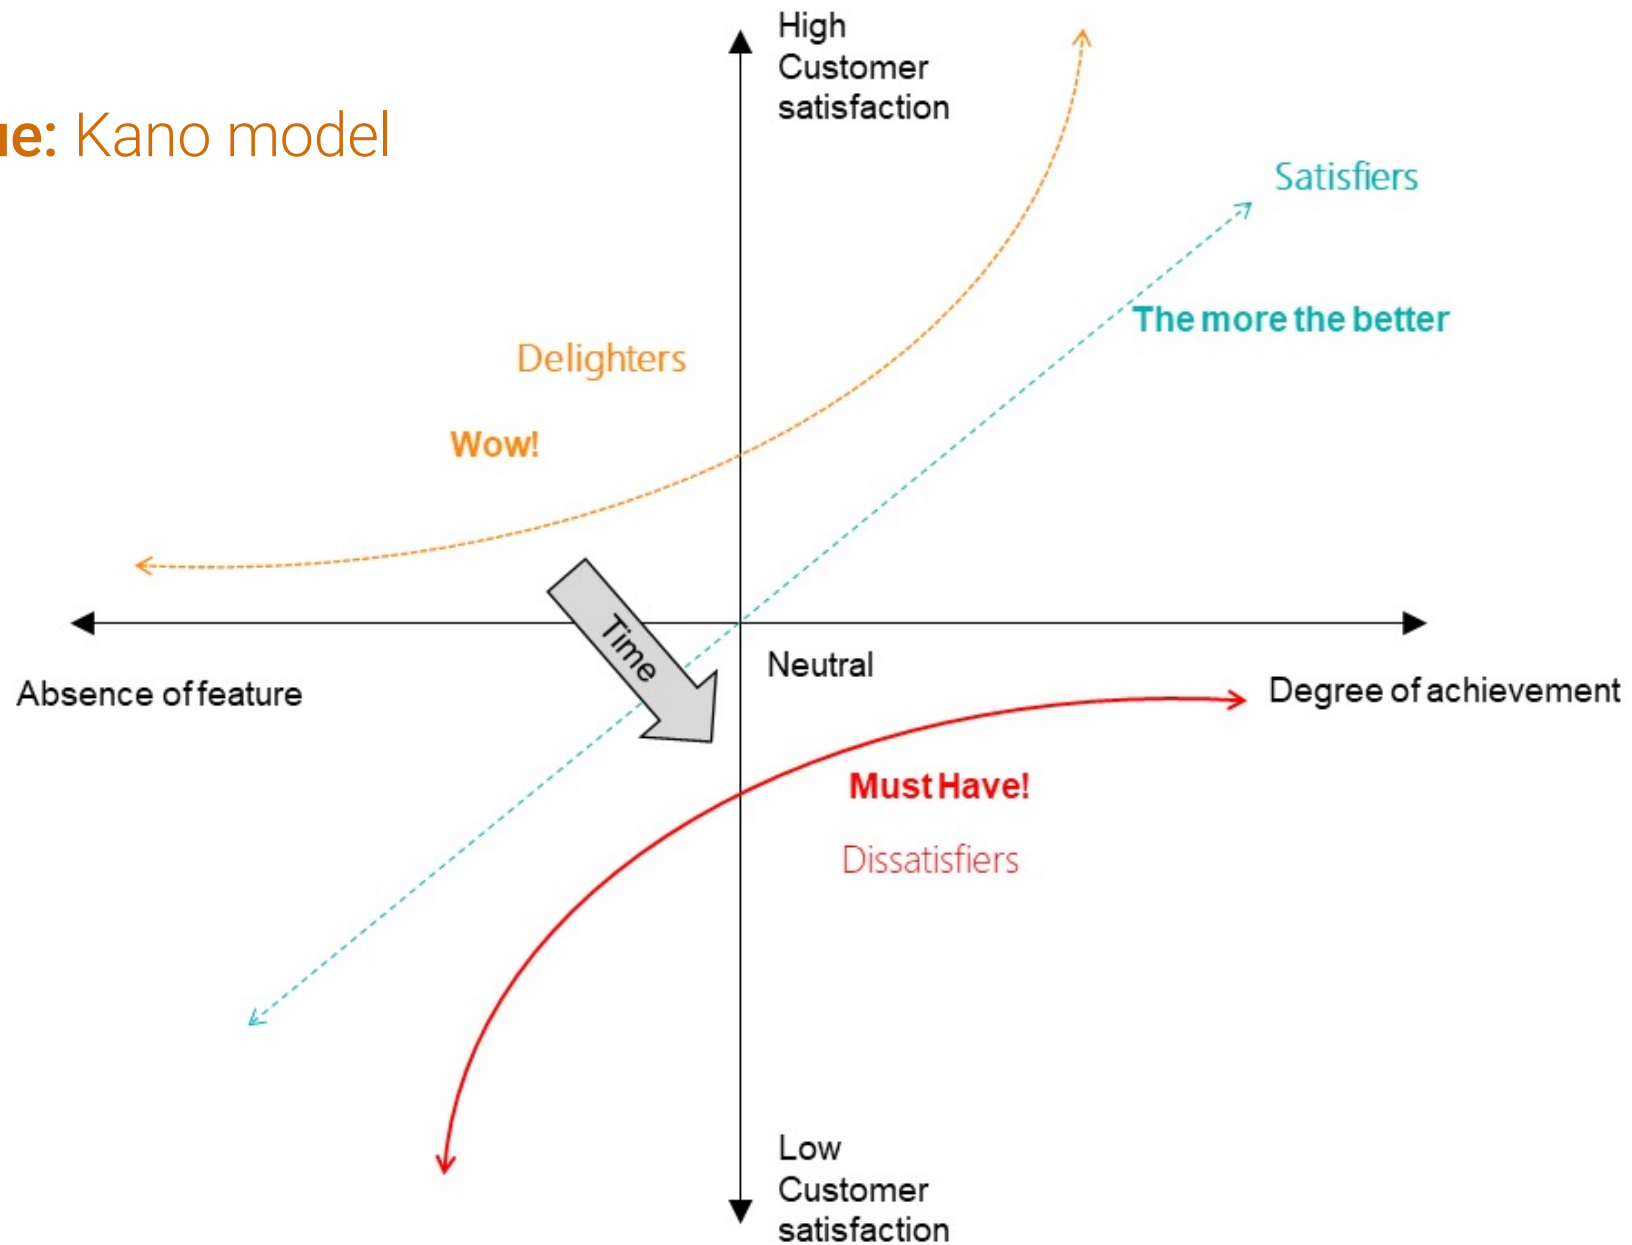 ue: Kano model
High
Customer
satisfaction
Satisfiers
The more the better
Delighters
Wow!
Time
Neutral
Absence of feature
Degree of achievement
Must Have!
Dissatisfiers
Low
Customer
satisfaction